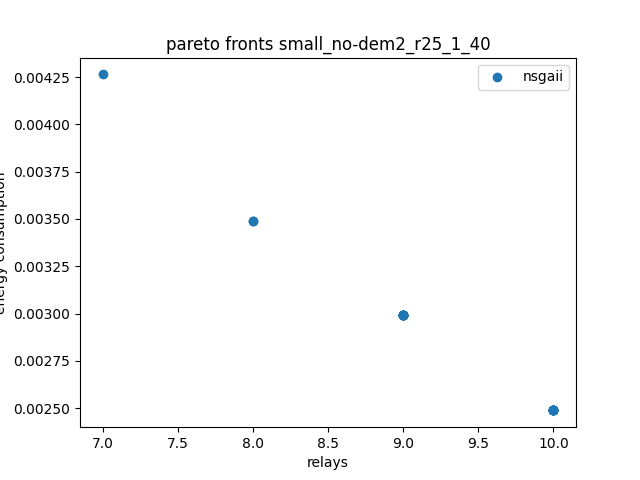 pareto fronts small_no-dem2_r25_1_40
nsgaii
0.00425
0.00400
0.00375
0.00350
0.00325
0.00300
0.00275
0.00250
energy consumption
7.0 7.5 8.0 8.5 9.0 9.5 10.0
relays